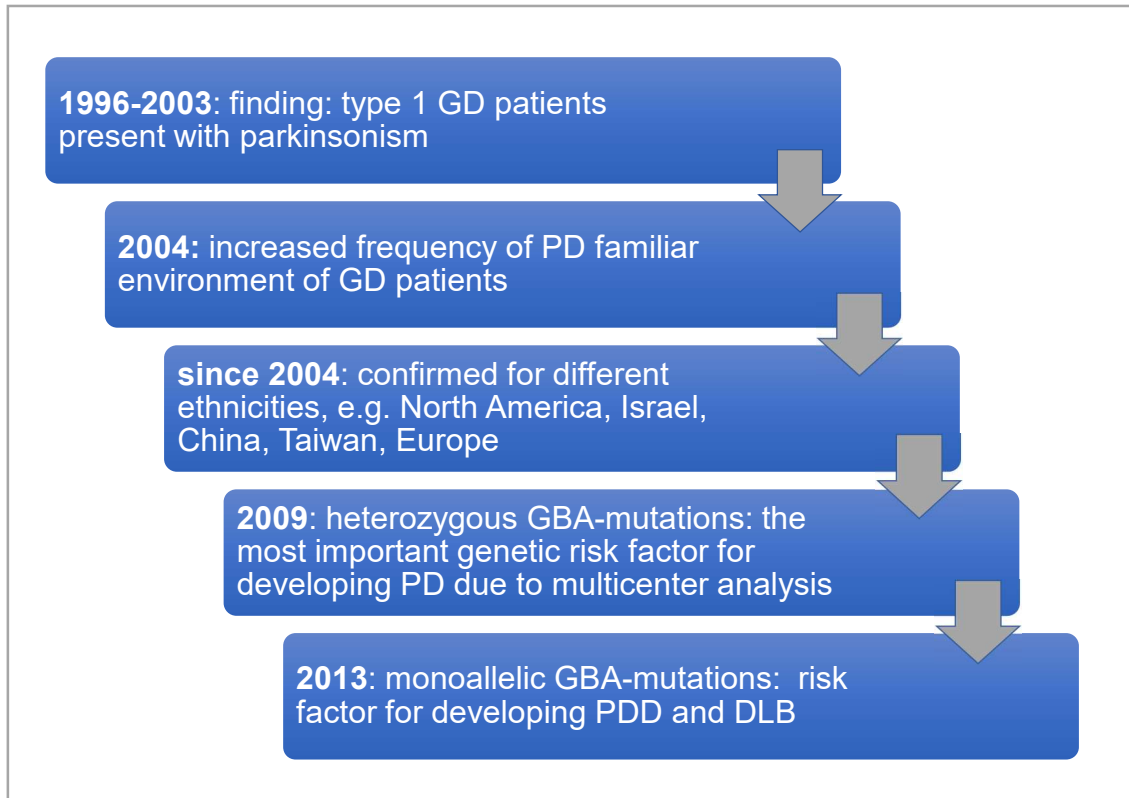 1996-2003: finding: type 1 GD patients
present with parkinsonism
2004: increased frequency of PD familiar
environment of GD patients
since 2004: confirmed for different
ethnicities, e.g. North America, Israel,
China, Taiwan, Europe
2009: heterozygous GBA-mutations: the
most important genetic risk factor for
developing PD due to multicenter analysis
2013: monoallelic GBA-mutations:  risk
factor for developing PDD and DLB